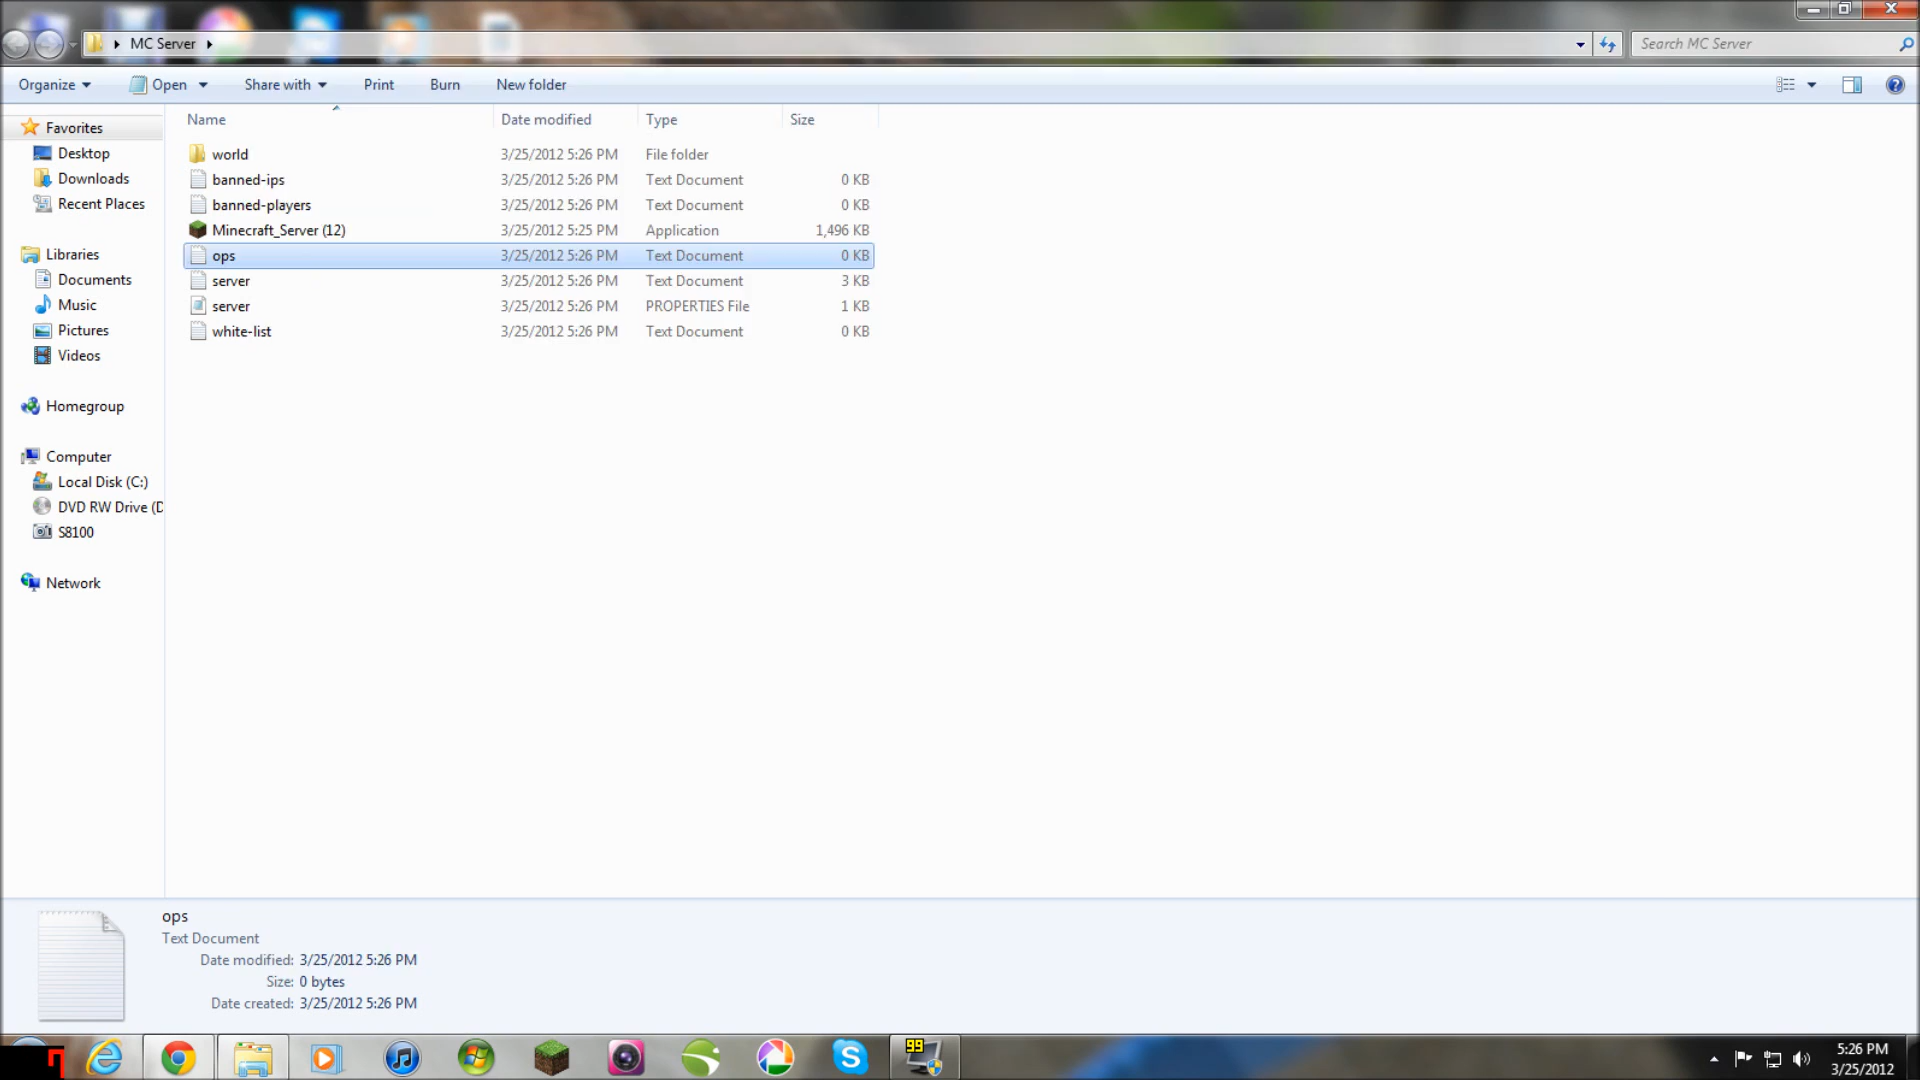 MC Server
Search MC Server
Organize Open Share with Print Burn New folder
Name Date modified Type Size
Favorites
Desktop
Downloads
Recent Places
Libraries
Documents
Music
Pictures
Videos
Homegroup
Computer
Local Disk (C:)
DVD RW Drive (D
S8100
Network
world 3/25/2012 5:26 PM File folder
banned-ips 3/25/2012 5:26 PM Text Document 0 KB
banned-players 3/25/2012 5:26 PM Text Document 0 KB
Minecraft_Server (12) 3/25/2012 5:25 PM Application 1,496 KB
ops 3/25/2012 5:26 PM Text Document 0 KB
server 3/25/2012 5:26 PM Text Document 3 KB
server 3/25/2012 5:26 PM PROPERTIES File 1 KB
white-list 3/25/2012 5:26 PM Text Document 0 KB
ops
Text Document
Date modified: 3/25/2012 5:26 PM
Size: 0 bytes
Date created: 3/25/2012 5:26 PM
99
5:26 PM
3/25/2012